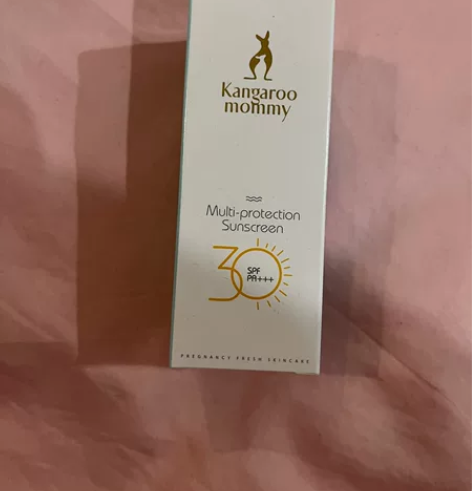 Kangaroo
mommy
Multi-protection
Sunscreen
30
SPF
PA+++
PREGNANCY FRESH SKINCARE